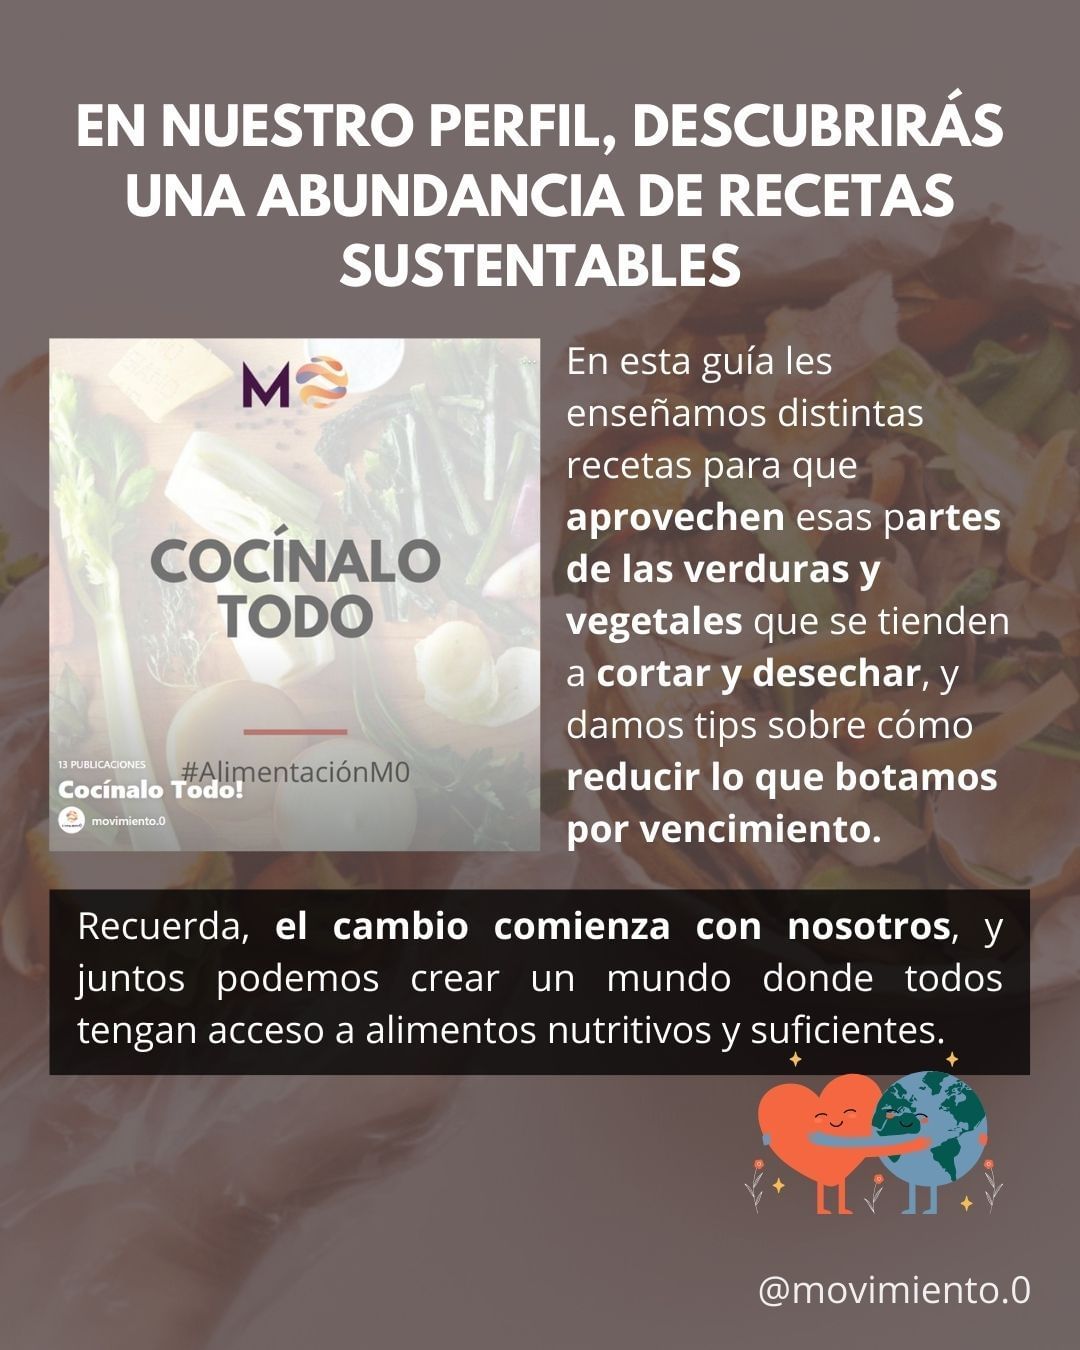 EN NUESTRO PERFIL, DESCUBRIRÁS
UNA ABUNDANCIA DE RECETAS
SUSTENTABLES
M0
COCÍNALO
TODO
#AlimentaciónM0
13 PUBLICACIONES
Cocínalo Todo!
movimiento.0
En esta guía les
enseñamos distintas
recetas para que
aprovechen esas partes
de las verduras y
vegetales que se tienden
a cortar y desechar, y
damos tips sobre cómo
reducir lo que botamos
por vencimiento.
Recuerda, el cambio comienza con nosotros, y
juntos podemos crear un mundo donde todos
tengan acceso a alimentos nutritivos y suficientes.
@movimiento.0